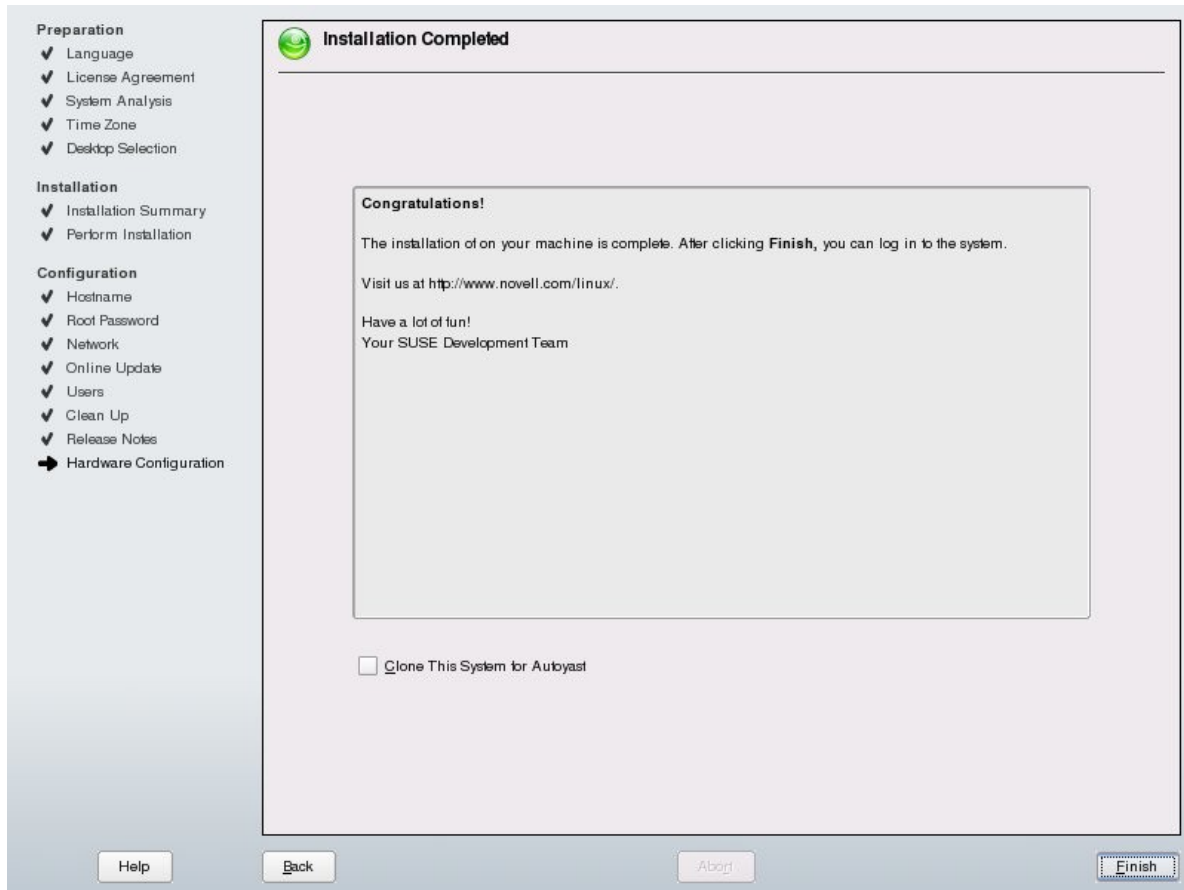 Preparation
Language
License Agreement
System Analysis
Time Zone
Desktop Selection
Installation
Installation Summary
Perform Installation
Configuration
Hostname
Root Password
Network
Online Update
Users
Clean Up
Release Notes
Hardware Configuration
Installation Completed
Congratulations!
The installation of on your machine is complete. After clicking Finish, you can log in to the system.
Visit us at http://www.novell.com/linux/.
Have a lot of fun!
Your SUSE Development Team
Clone This System for Autoyast
Help
Back
Abort
Finish